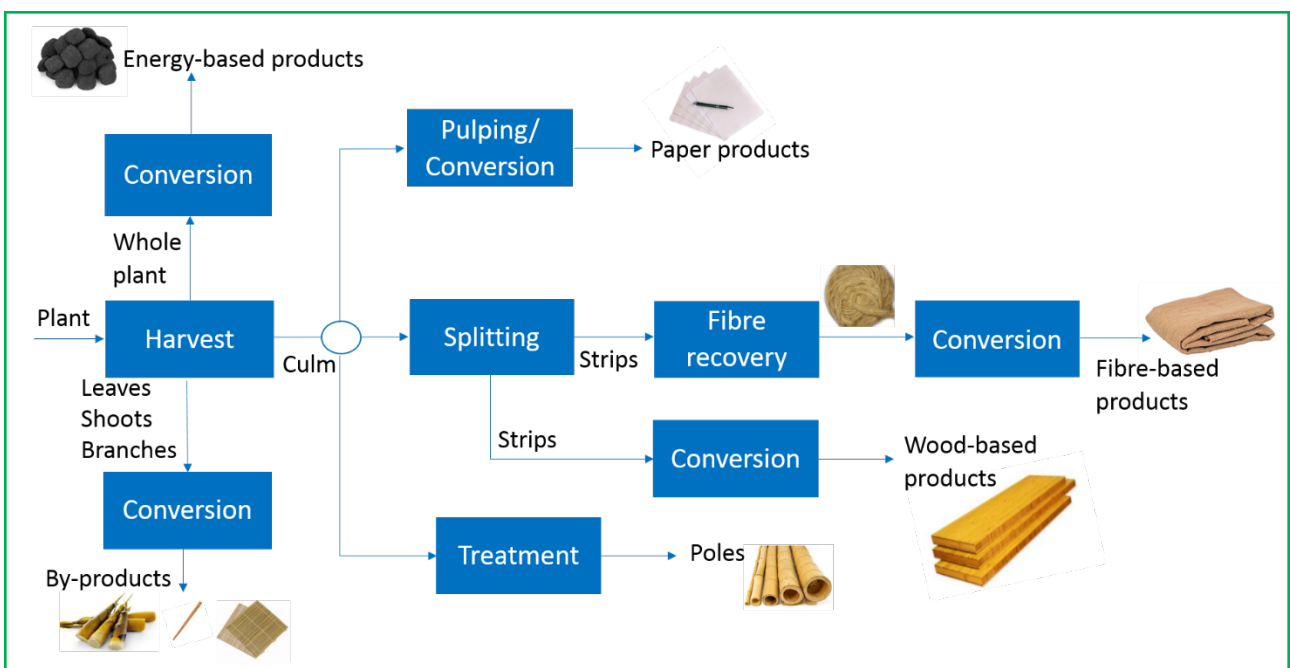 Energy-based products
Conversion
Whole
plant
Plant
Harvest
Leaves
Shoots
Branches
Conversion
By-products
Culm
Pulping/
Conversion
Paper products
Splitting
Strips
Fibre
recovery
Conversion
Fibre-based
products
Strips
Conversion
Wood-based
products
Treatment
Poles